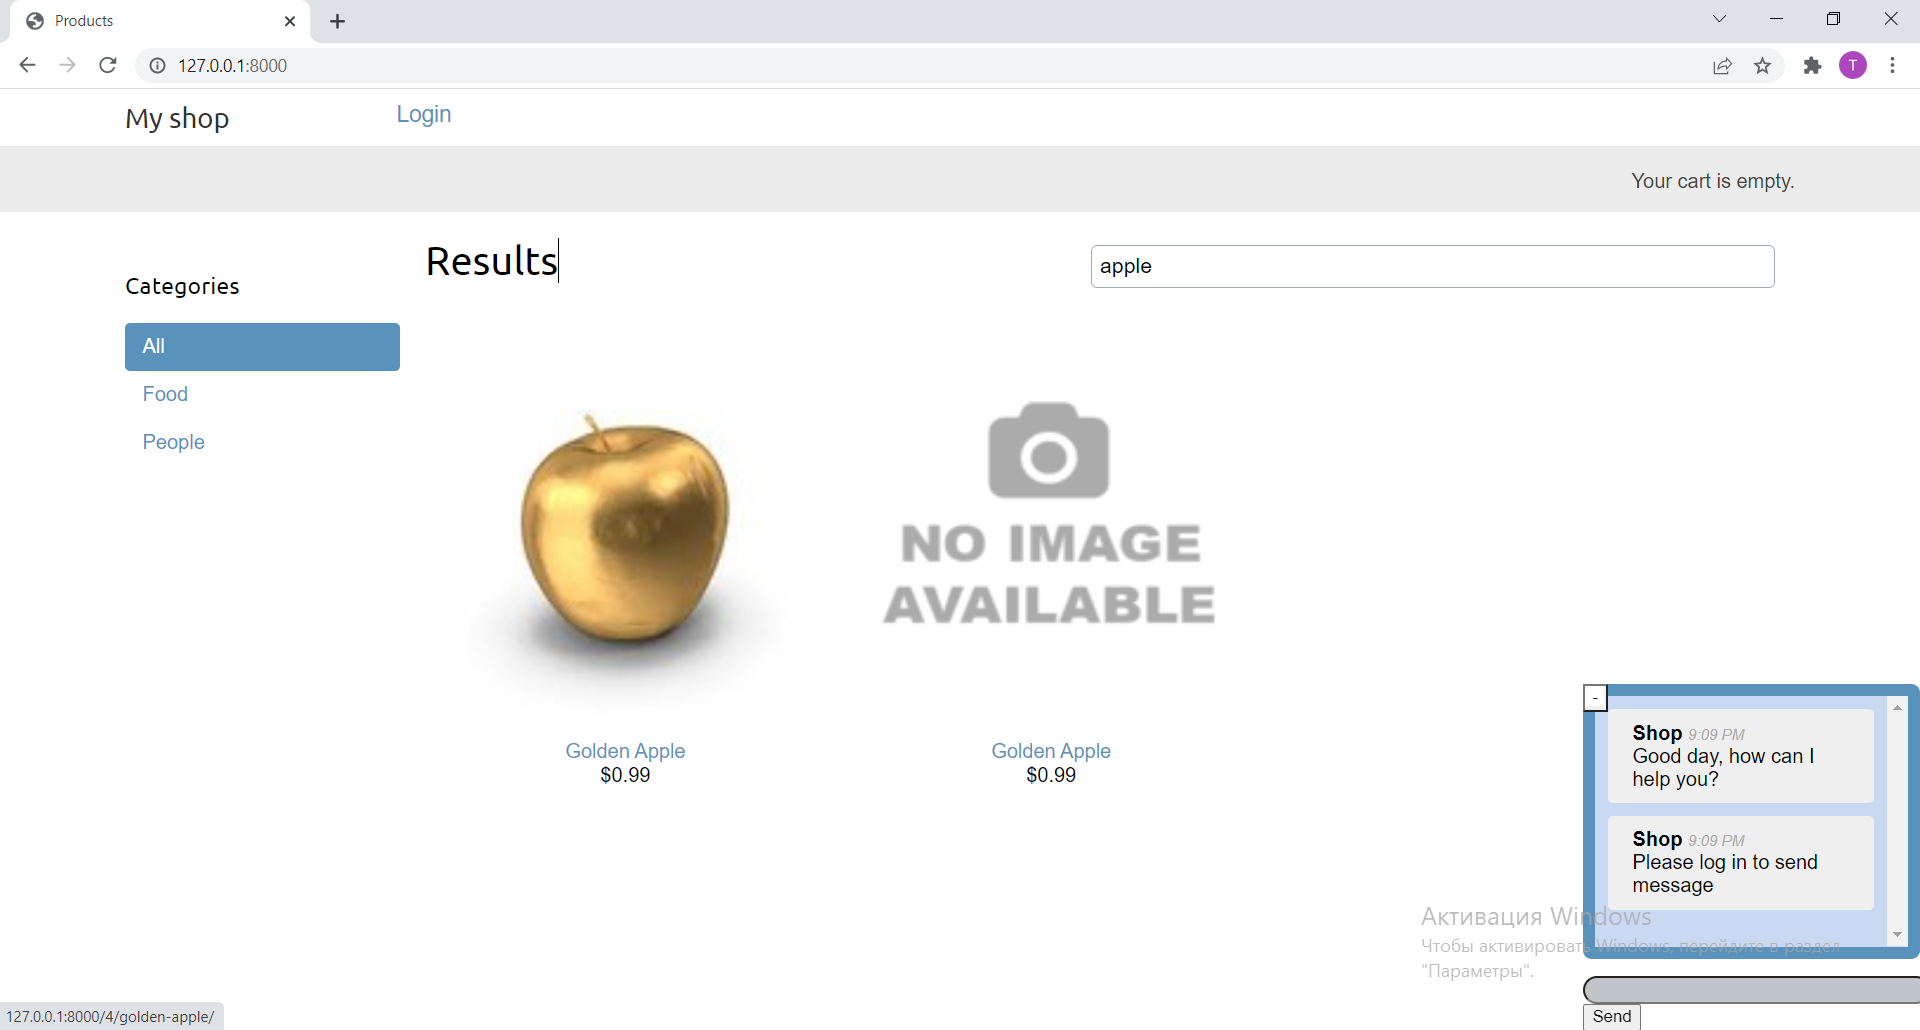 Products
127.0.0.1:8000
T
My shop
Login
Your cart is empty.
Results
apple
Categories
All
Food
People
NO IMAGE
AVAILABLE
Golden Apple
$0.99
Golden Apple
$0.99
-
Shop 9:09 PM
Good day, how can I
help you?
Shop 9:09 PM
Please log in to send
message
Активация Windows
Чтобы активировать Windows, перейдите в раздел
"Параметры".
Send
127.0.0.1:8000/4/golden-apple/